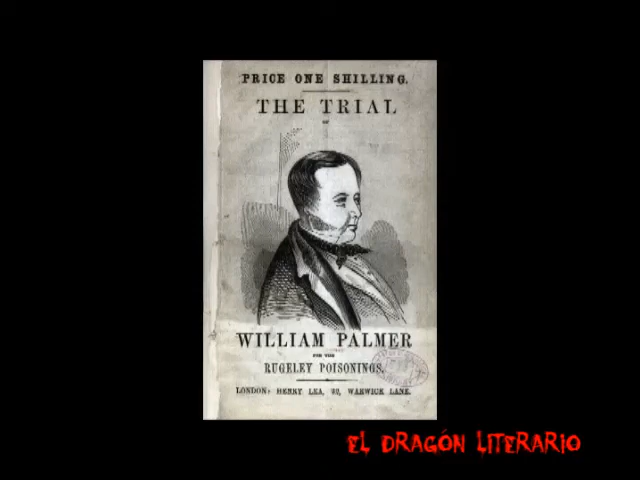 PRICE ONE SHILLING.
THE TRIAL
OF
WILLIAM PALMER
FOR THE
RUGELEY POISONINGS.
LONDON: HENRY LEA, 22, WARWICK LANE.
EL DRAGÓN LITERARIO